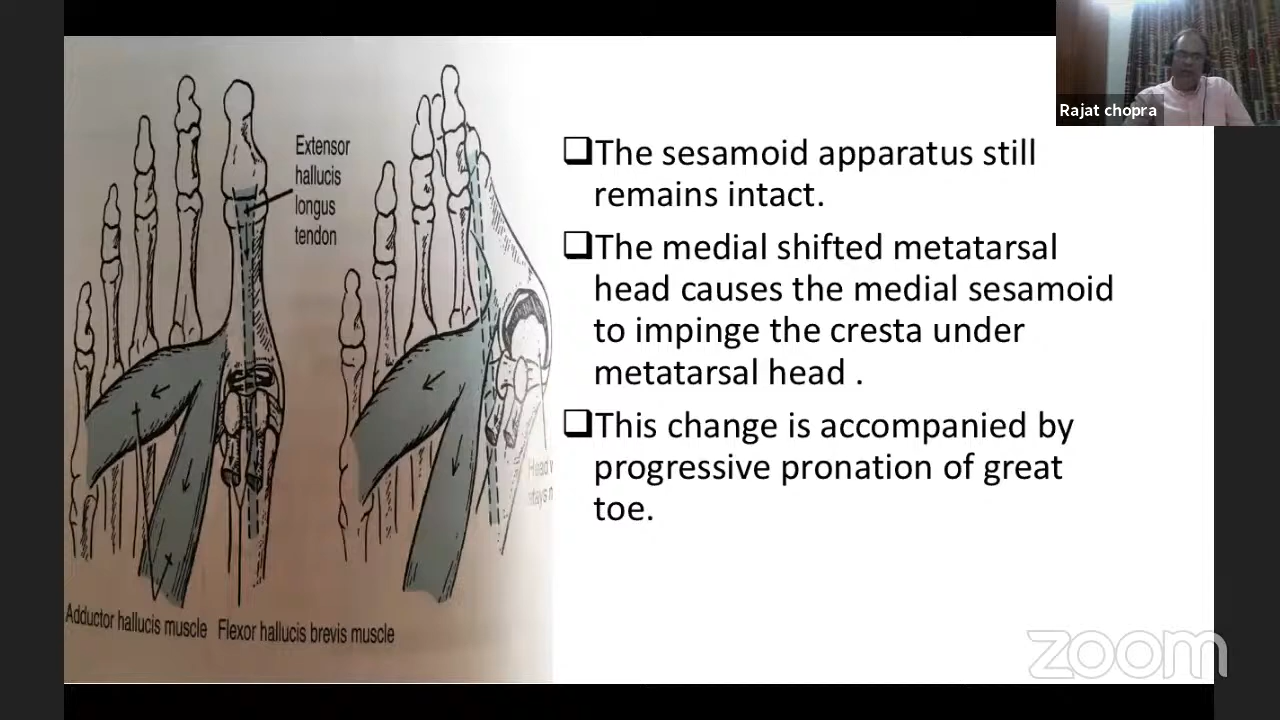 Rajat chopra
Extensor
hallucis
longus
tendon
Adductor hallucis muscle Flexor hallucis brevis muscle
❑The sesamoid apparatus still
remains intact.
❑The medial shifted metatarsal
head causes the medial sesamoid
to impinge the cresta under
metatarsal head .
❑This change is accompanied by
progressive pronation of great
toe.
Head
stays
zoom